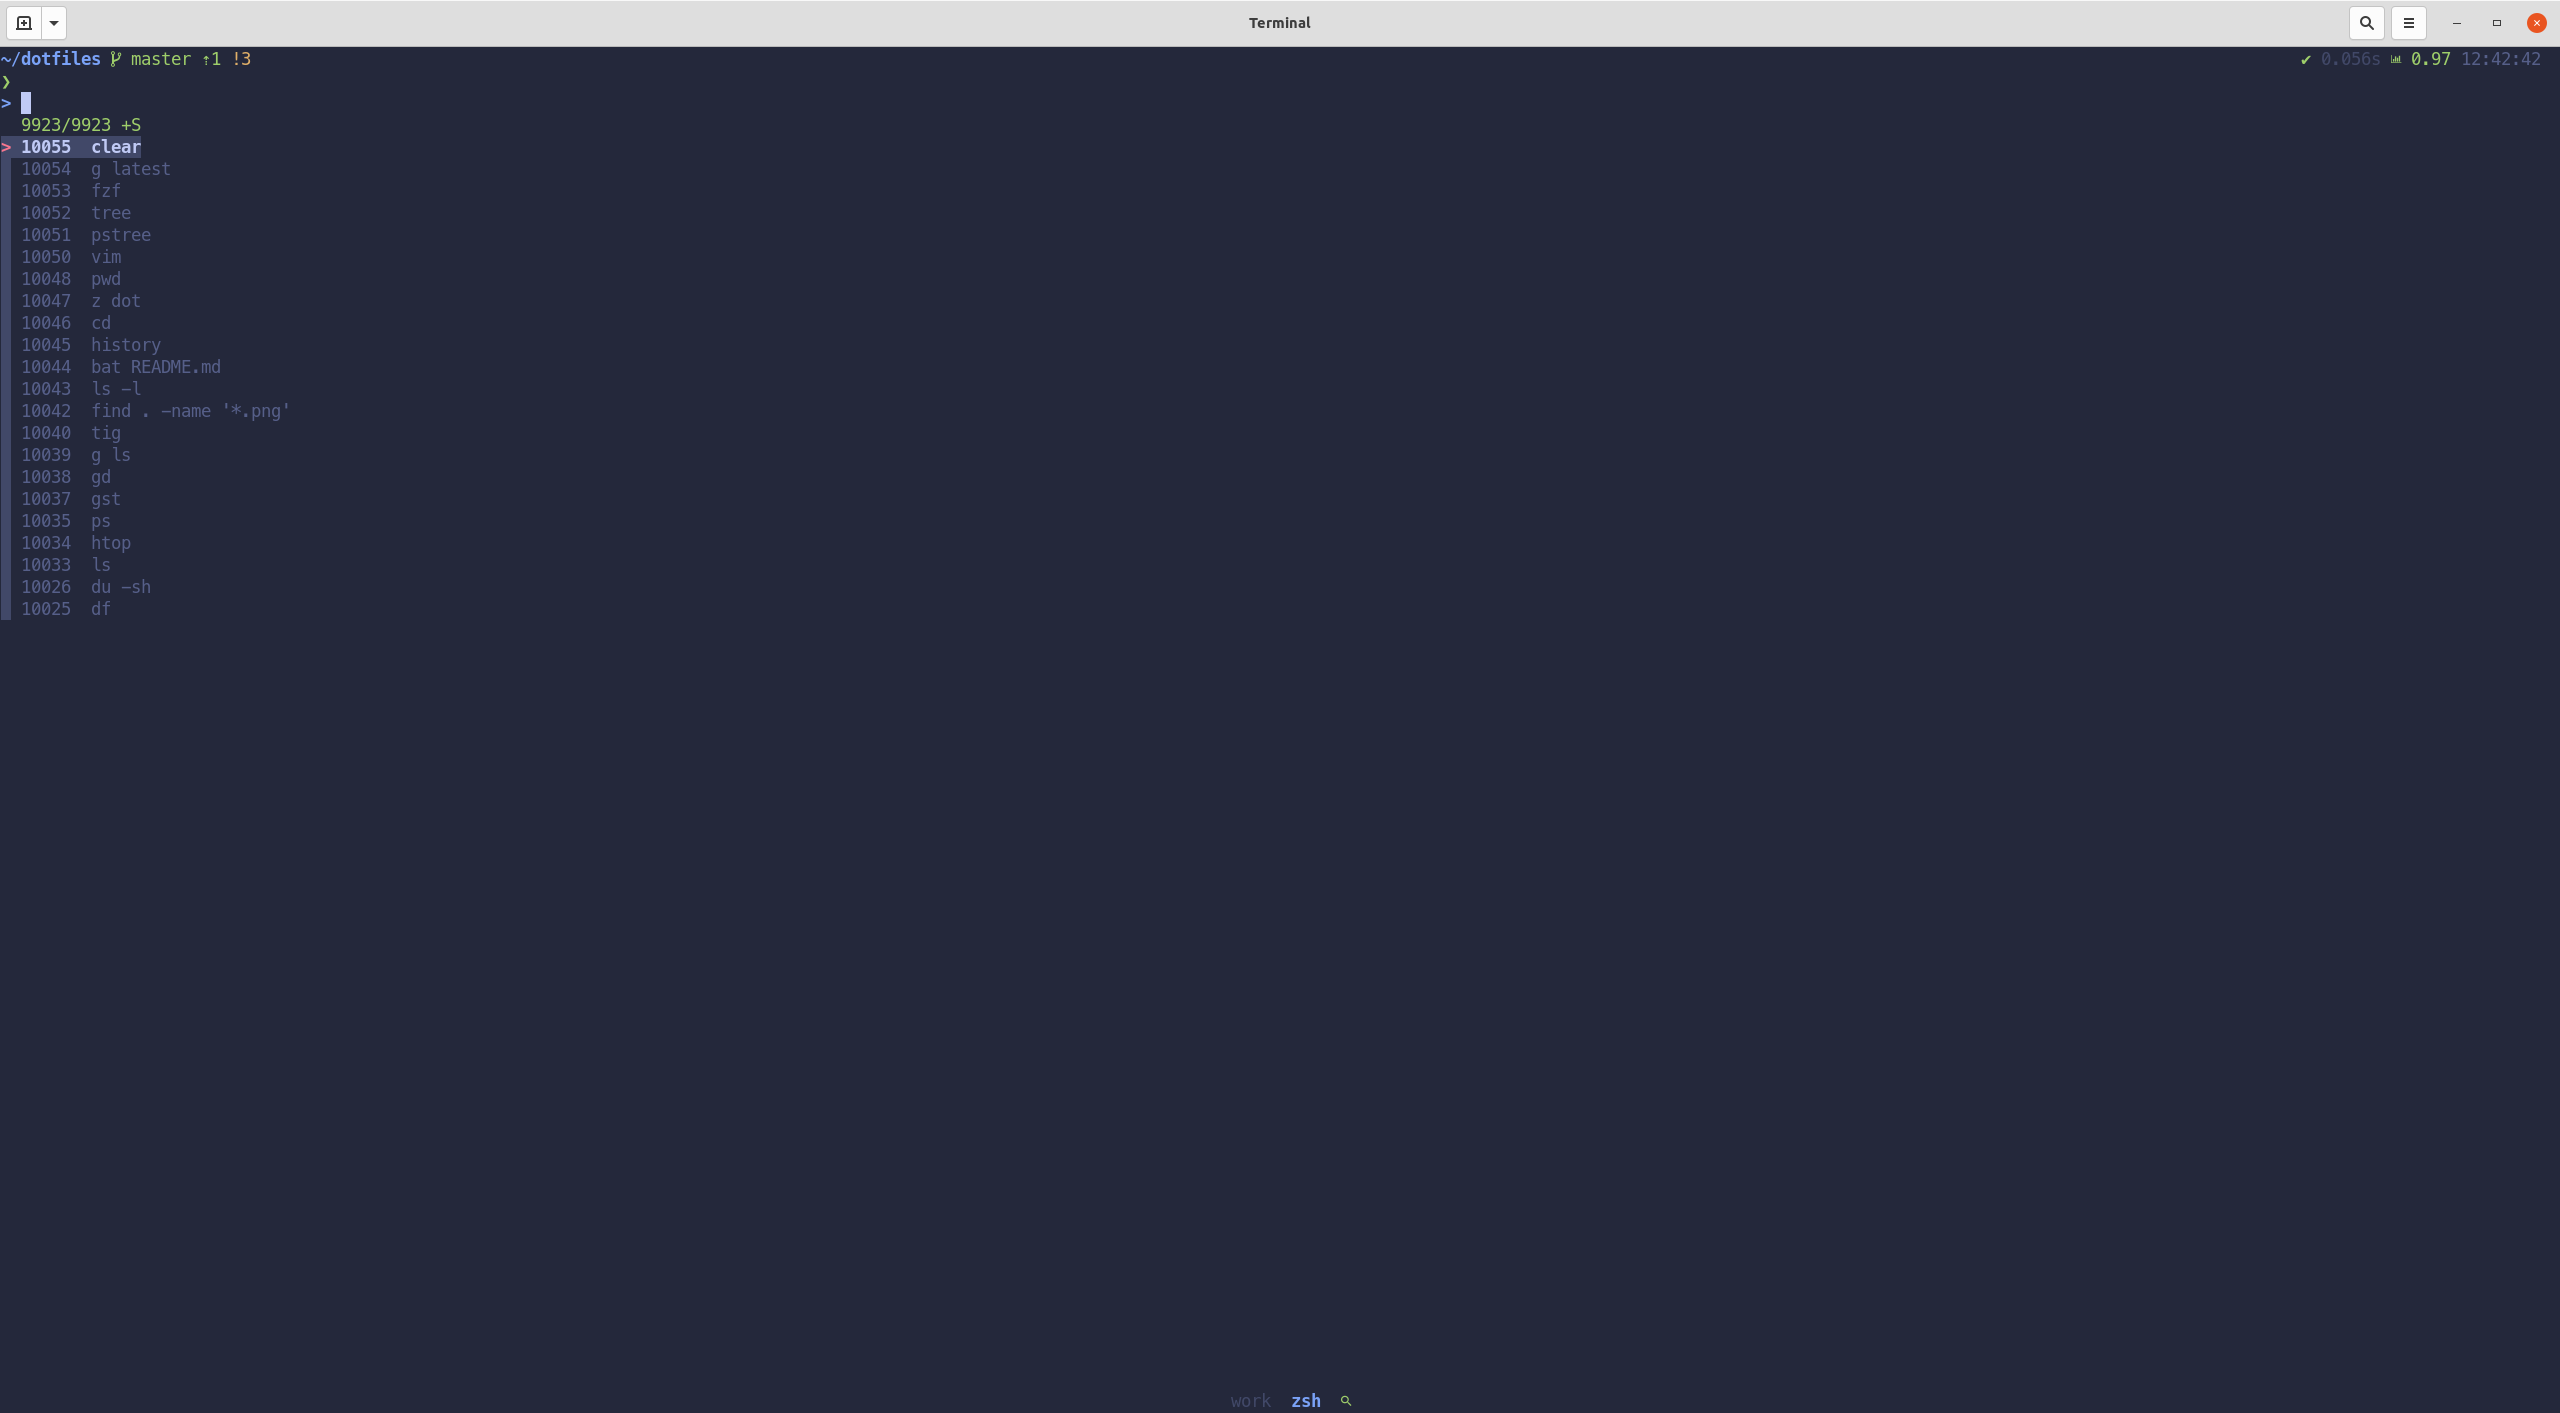 Terminal
~/dotfiles master ⇡1 !3 ✔ 0.056s 0.97 12:42:42
❯
>
9923/9923 +S
> 10055 clear
10054 g latest
10053 fzf
10052 tree
10051 pstree
10050 vim
10048 pwd
10047 z dot
10046 cd
10045 history
10044 bat README.md
10043 ls -l
10042 find . -name '*.png'
10040 tig
10039 g ls
10038 gd
10037 gst
10035 ps
10034 htop
10033 ls
10026 du -sh
10025 df
work zsh